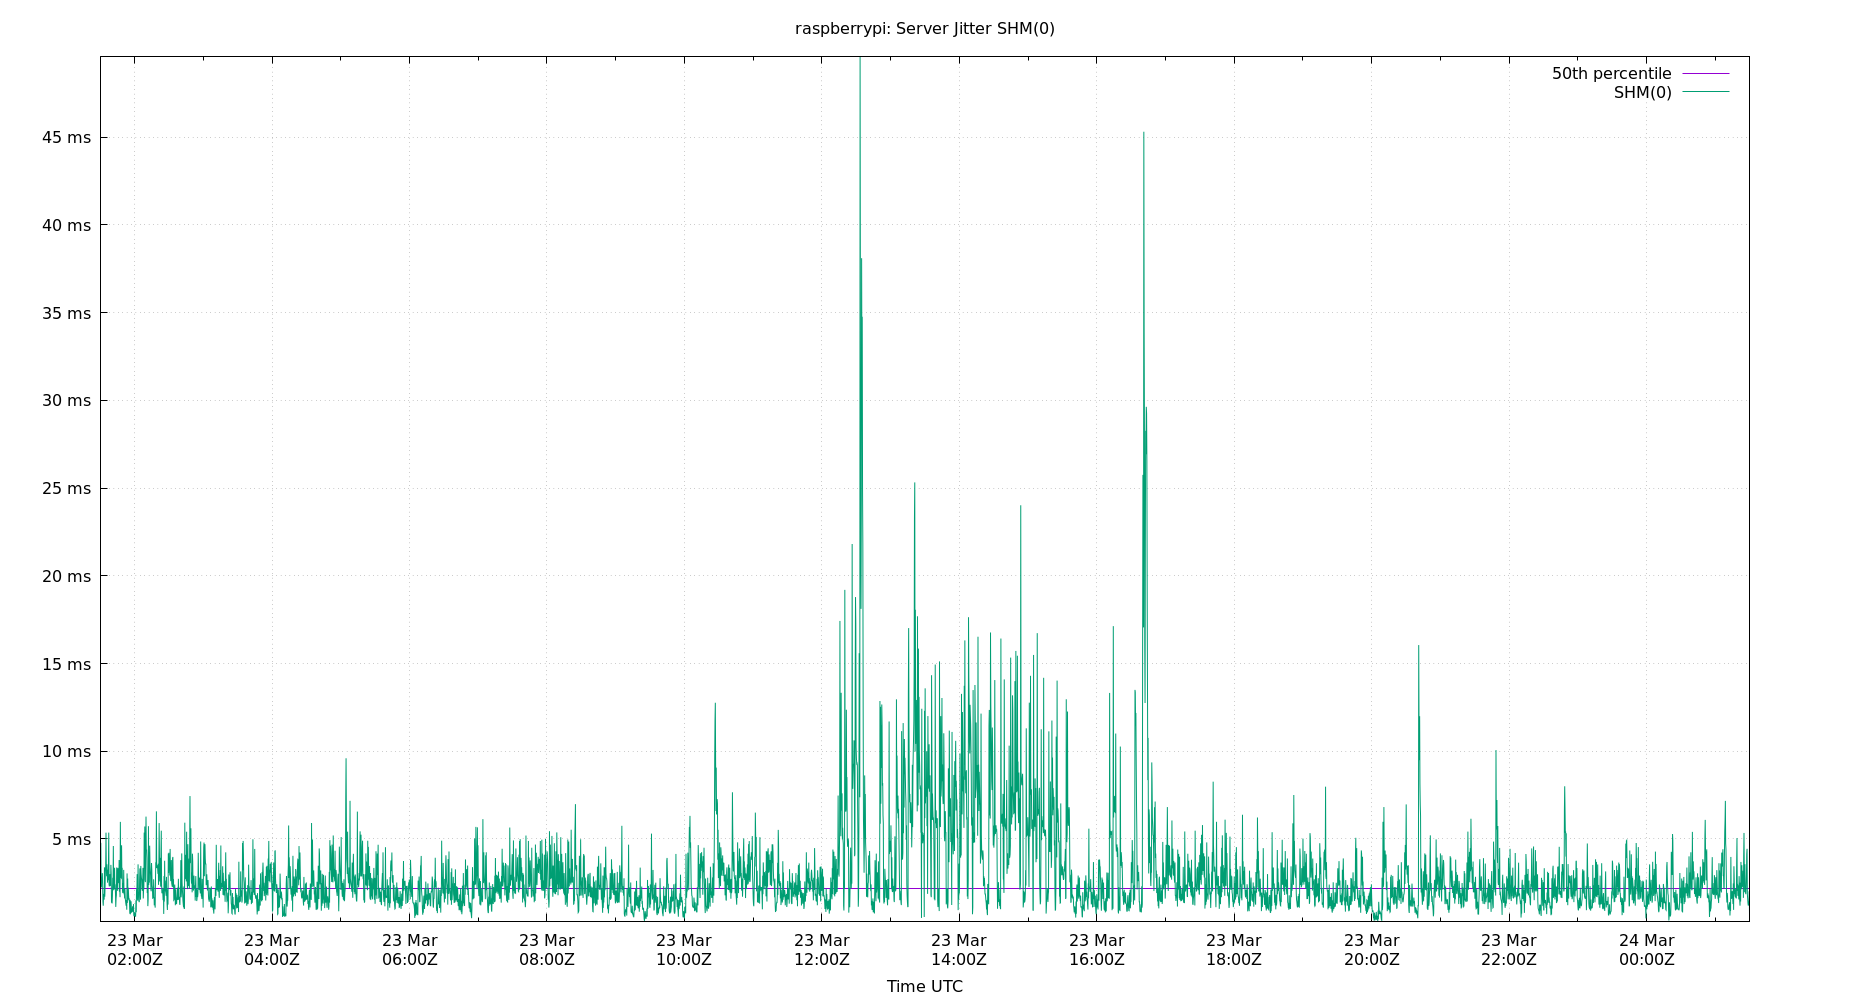 raspberrypi: Server Jitter SHM(0)
50th percentile
SHM(0)
45 ms
40 ms
35 ms
30 ms
25 ms
20 ms
15 ms
10 ms
5 ms
23 Mar 23 Mar 23 Mar 23 Mar 23 Mar 23 Mar 23 Mar 23 Mar 23 Mar 23 Mar 23 Mar 24 Mar
02:00Z 04:00Z 06:00Z 08:00Z 10:00Z 12:00Z 14:00Z 16:00Z 18:00Z 20:00Z 22:00Z 00:00Z
Time UTC